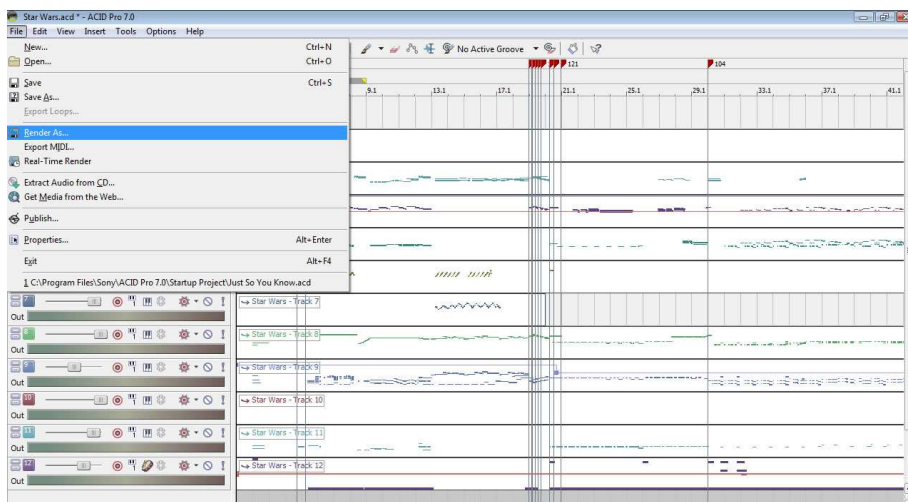 Star Wars.acd * - ACID Pro 7.0
File Edit View Insert Tools Options Help
New... Ctrl+N
Open... Ctrl+O
Save Ctrl+S
Save As...
Export Loops...
Render As...
Export MIDI...
Real-Time Render
Extract Audio from CD...
Get Media from the Web...
Publish...
Properties... Alt+Enter
Exit Alt+F4
1 C:\Program Files\Sony\ACID Pro 7.0\Startup Project\Just So You Know.acd
No Active Groove
121 104
9.1 13.1 17.1 21.1 25.1 29.1 33.1 37.1 41.1
7 Star Wars - Track 7
Out
8 Star Wars - Track 8
Out
9 Star Wars - Track 9
Out
10 Star Wars - Track 10
Out
11 Star Wars - Track 11
Out
12 Star Wars - Track 12
Out